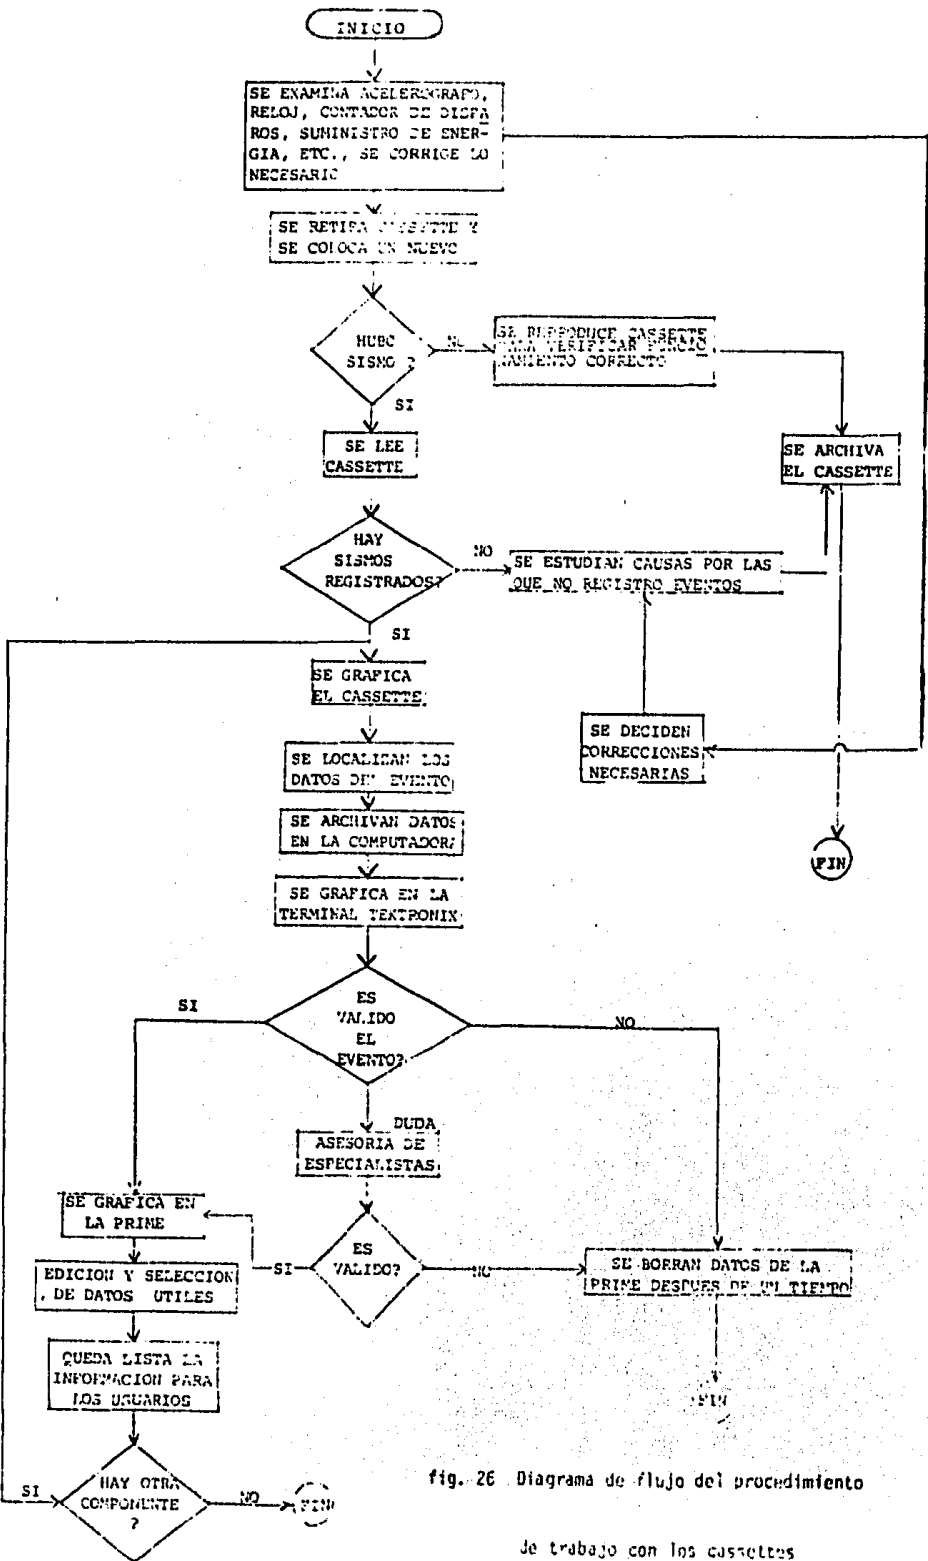 INICIO
SE EXAMINA ACELEROGRAFO,
RELOJ, CONTADOR DE DISPA
ROS, SUMINISTRO DE ENER-
GIA, ETC., SE CORRIGE LO
NECESARIO
SE RETIRA CASSETTE Y
SE COLOCA UN NUEVO
HUBO
SISMO ?
NO
SE REPRODUCE CASSETTE
PARA VERIFICAR FUNCIO
NAMIENTO CORRECTO
SI
SE LEE
CASSETTE
SE ARCHIVA
EL CASSETTE
HAY
SISMOS
REGISTRADOS?
NO
SE ESTUDIAN CAUSAS POR LAS
QUE NO REGISTRO EVENTOS
SI
SE GRAFICA
EL CASSETTE
SE DECIDEN
CORRECCIONES
NECESARIAS
SE LOCALIZAN LOS
DATOS DEL EVENTO
SE ARCHIVAN DATOS
EN LA COMPUTADORA
FIN
SE GRAFICA EN LA
TERMINAL TEKTRONIX
ES
VALIDO
EL
EVENTO?
SI
NO
DUDA
ASESORIA DE
ESPECIALISTAS
SE GRAFICA EN
LA PRIME
ES
VALIDO?
SI
NO
SE BORRAN DATOS DE LA
PRIME DESPUES DE UN TIEMPO
EDICION Y SELECCION
DE DATOS UTILES
QUEDA LISTA LA
INFORMACION PARA
LOS USUARIOS
FIN
HAY OTRA
COMPONENTE
?
SI
NO
FIN
fig. 26 Diagrama de flujo del procedimiento
de trabajo con los cassettes